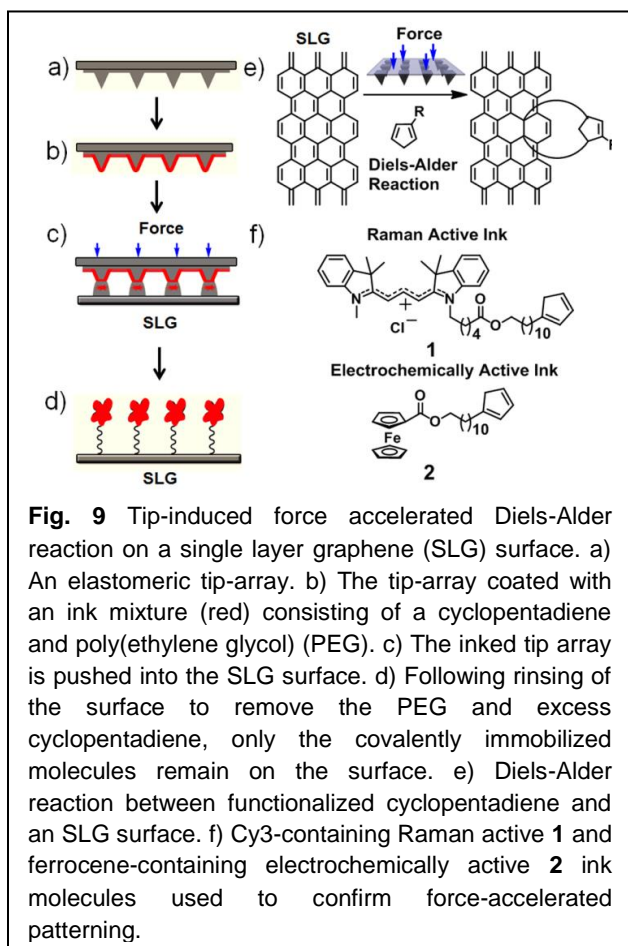 a)
e)
SLG
Force
R
Diels-Alder
Reaction
R
b)
c)
Force
SLG
f)
Raman Active Ink
N
N
Cl⁻
+
4
O
O
10
1
Electrochemically Active Ink
O
O
Fe
10
2
d)
SLG
Fig. 9 Tip-induced force accelerated Diels-Alder
reaction on a single layer graphene (SLG) surface. a)
An elastomeric tip-array. b) The tip-array coated with
an ink mixture (red) consisting of a cyclopentadiene
and poly(ethylene glycol) (PEG). c) The inked tip array
is pushed into the SLG surface. d) Following rinsing of
the surface to remove the PEG and excess
cyclopentadiene, only the covalently immobilized
molecules remain on the surface. e) Diels-Alder
reaction between functionalized cyclopentadiene and
an SLG surface. f) Cy3-containing Raman active 1 and
ferrocene-containing electrochemically active 2 ink
molecules used to confirm force-accelerated
patterning.